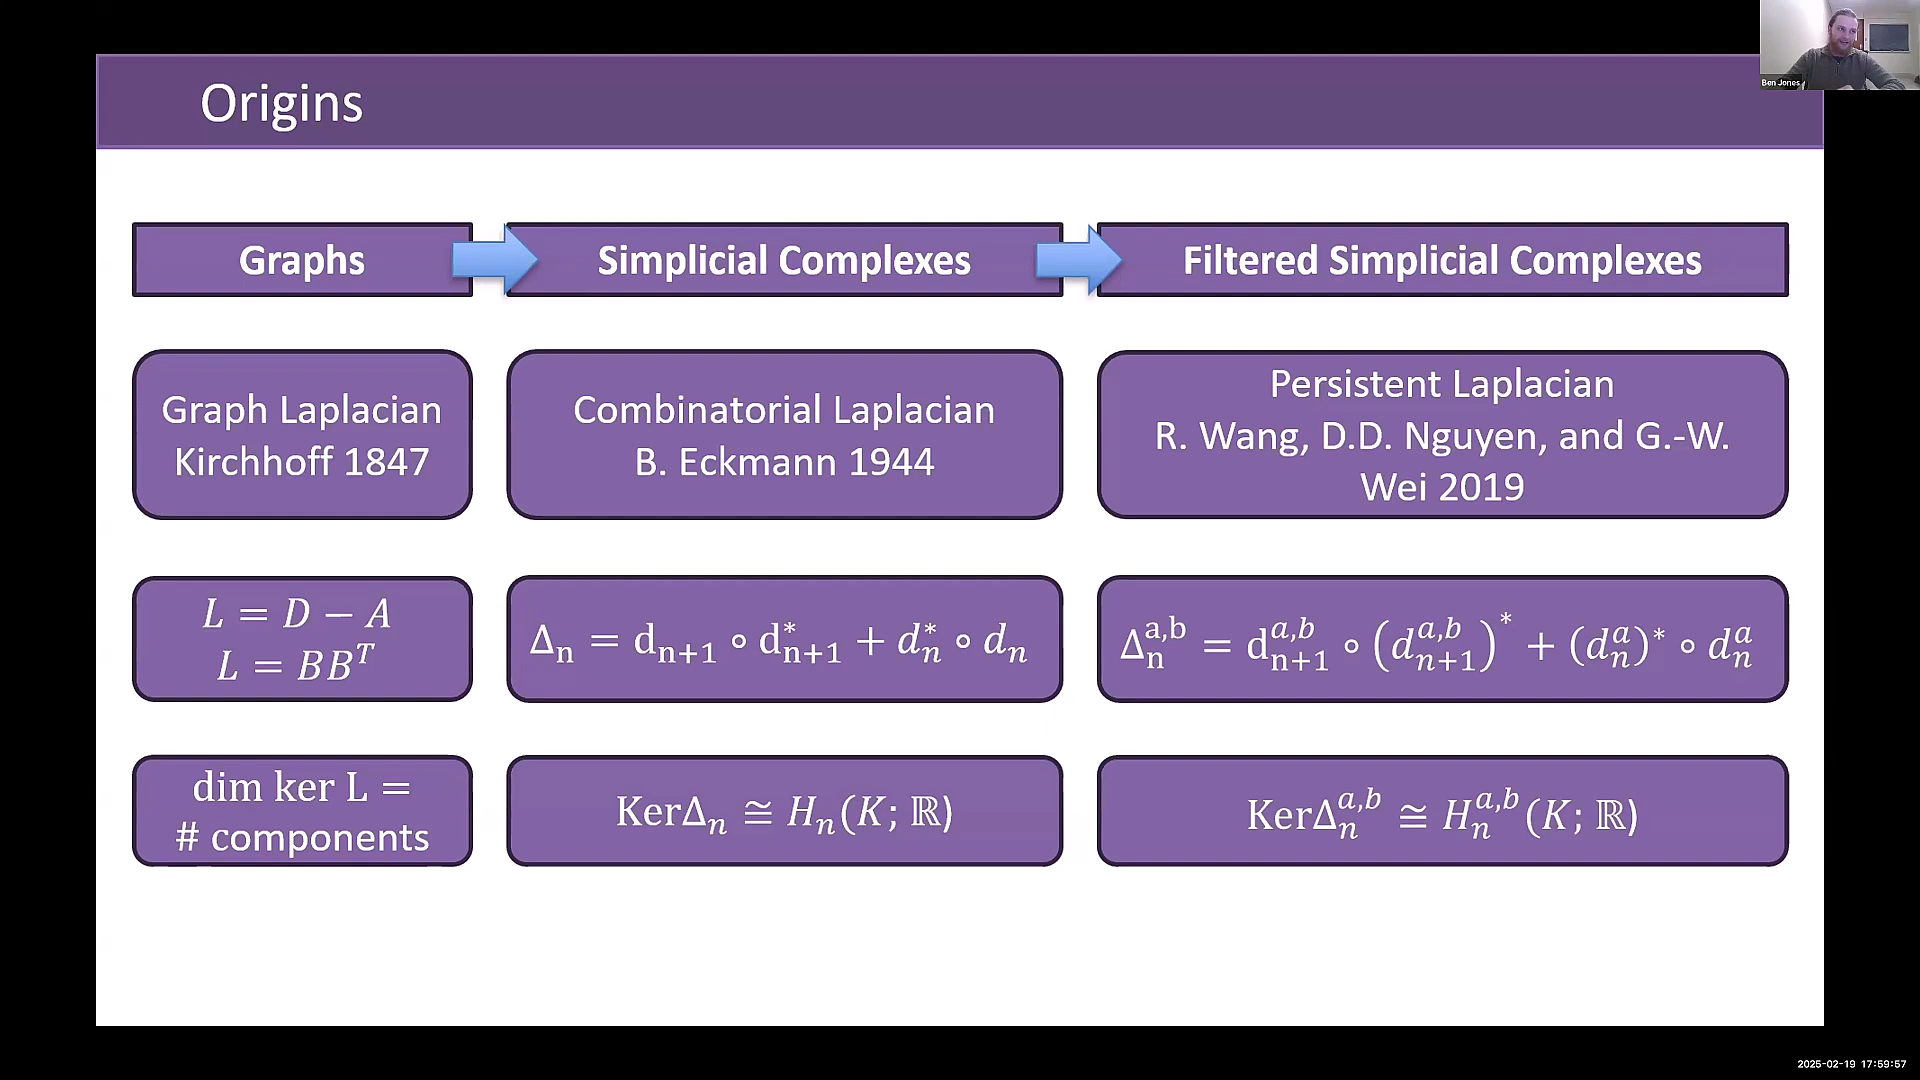 Origins
Ben Jones
Graphs
Simplicial Complexes
Filtered Simplicial Complexes
Graph Laplacian
Kirchhoff 1847
Combinatorial Laplacian
B. Eckmann 1944
Persistent Laplacian
R. Wang, D.D. Nguyen, and G.-W.
Wei 2019
L = D − A
L = BBᵀ
Δ_n = d_{n+1} ∘ d*_{n+1} + d*_n ∘ d_n
Δ_n^{a,b} = d_{n+1}^{a,b} ∘ (d_{n+1}^{a,b})* + (d_n^a)* ∘ d_n^a
dim ker L =
# components
KerΔ_n ≅ H_n(K; ℝ)
KerΔ_n^{a,b} ≅ H_n^{a,b}(K; ℝ)
2025-02-19 17:59:57